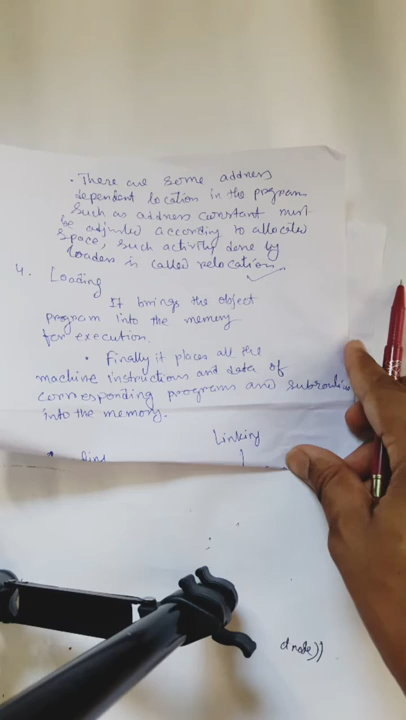 • There are some address
dependent location in the program
such as address constant must
be adjusted according to allocated
space, such activity done by
loaders is called relocation.
4. Loading
It brings the object
program into the memory
for execution.
• Finally it places all the
machine instructions and data of
corresponding programs and subroutines
into the memory.
Linking
d node))